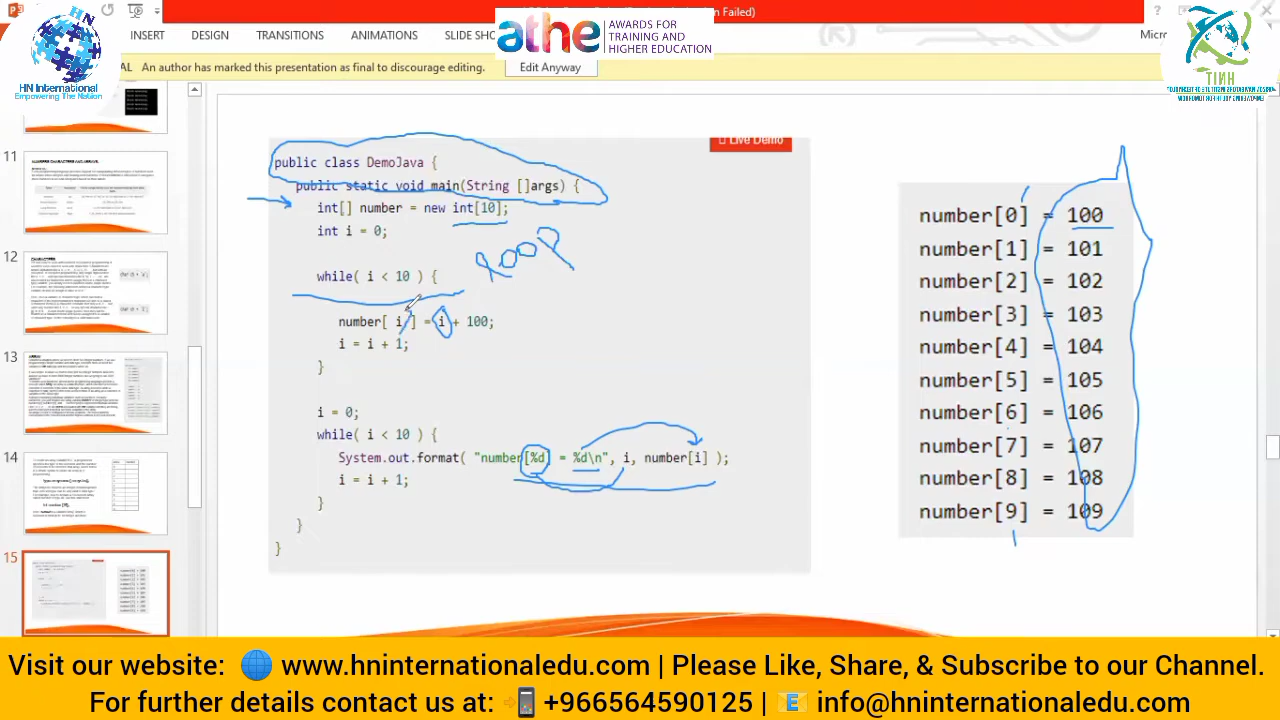 INSERT DESIGN TRANSITIONS ANIMATIONS SLIDE SH
athe AWARDS FOR TRAINING AND HIGHER EDUCATION
HN International
Empowering The Nation
HNIT
AL An author has marked this presentation as final to discourage editing. Edit Anyway
Live Demo
public class DemoJava {
public static void main(String []args) {
int[] number = new int[10];
int i = 0;
while( i < 10 ) {
number[ i ] = i + 100;
i = i + 1;
}
i = 0;
while( i < 10 ) {
System.out.format( "number[%d] = %d\n", i, number[i] );
i = i + 1;
}
}
}
number[0] = 100
number[1] = 101
number[2] = 102
number[3] = 103
number[4] = 104
number[5] = 105
number[6] = 106
number[7] = 107
number[8] = 108
number[9] = 109
11
12
13
14
15
Visit our website: www.hninternationaledu.com | Please Like, Share, & Subscribe to our Channel.
For further details contact us at: +966564590125 | info@hninternationaledu.com